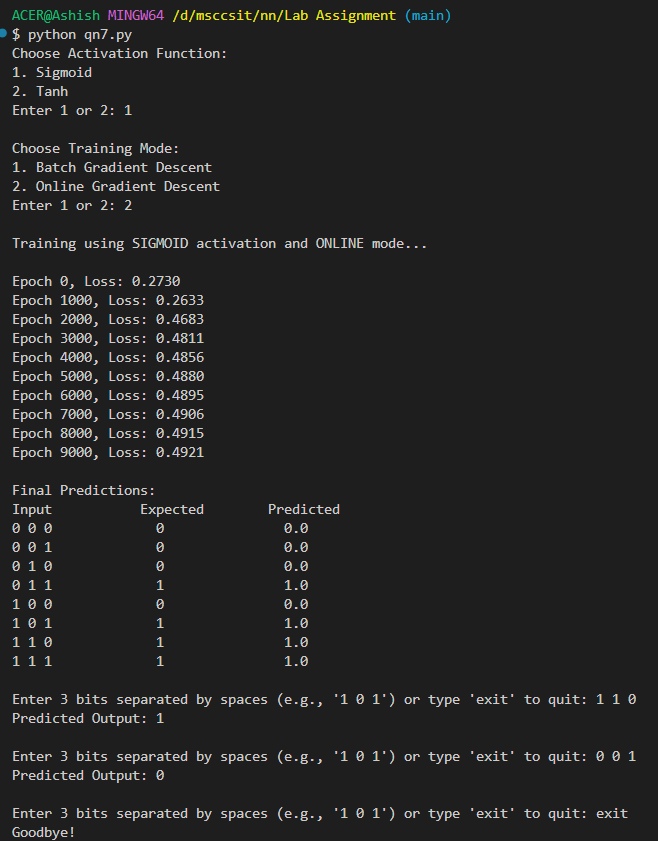 ACER@Ashish MINGW64 /d/msccsit/nn/Lab Assignment (main)
$ python qn7.py
Choose Activation Function:
1. Sigmoid
2. Tanh
Enter 1 or 2: 1

Choose Training Mode:
1. Batch Gradient Descent
2. Online Gradient Descent
Enter 1 or 2: 2

Training using SIGMOID activation and ONLINE mode...

Epoch 0, Loss: 0.2730
Epoch 1000, Loss: 0.2633
Epoch 2000, Loss: 0.4683
Epoch 3000, Loss: 0.4811
Epoch 4000, Loss: 0.4856
Epoch 5000, Loss: 0.4880
Epoch 6000, Loss: 0.4895
Epoch 7000, Loss: 0.4906
Epoch 8000, Loss: 0.4915
Epoch 9000, Loss: 0.4921

Final Predictions:
Input Expected Predicted
0 0 0 0 0.0
0 0 1 0 0.0
0 1 0 0 0.0
0 1 1 1 1.0
1 0 0 0 0.0
1 0 1 1 1.0
1 1 0 1 1.0
1 1 1 1 1.0

Enter 3 bits separated by spaces (e.g., '1 0 1') or type 'exit' to quit: 1 1 0
Predicted Output: 1

Enter 3 bits separated by spaces (e.g., '1 0 1') or type 'exit' to quit: 0 0 1
Predicted Output: 0

Enter 3 bits separated by spaces (e.g., '1 0 1') or type 'exit' to quit: exit
Goodbye!